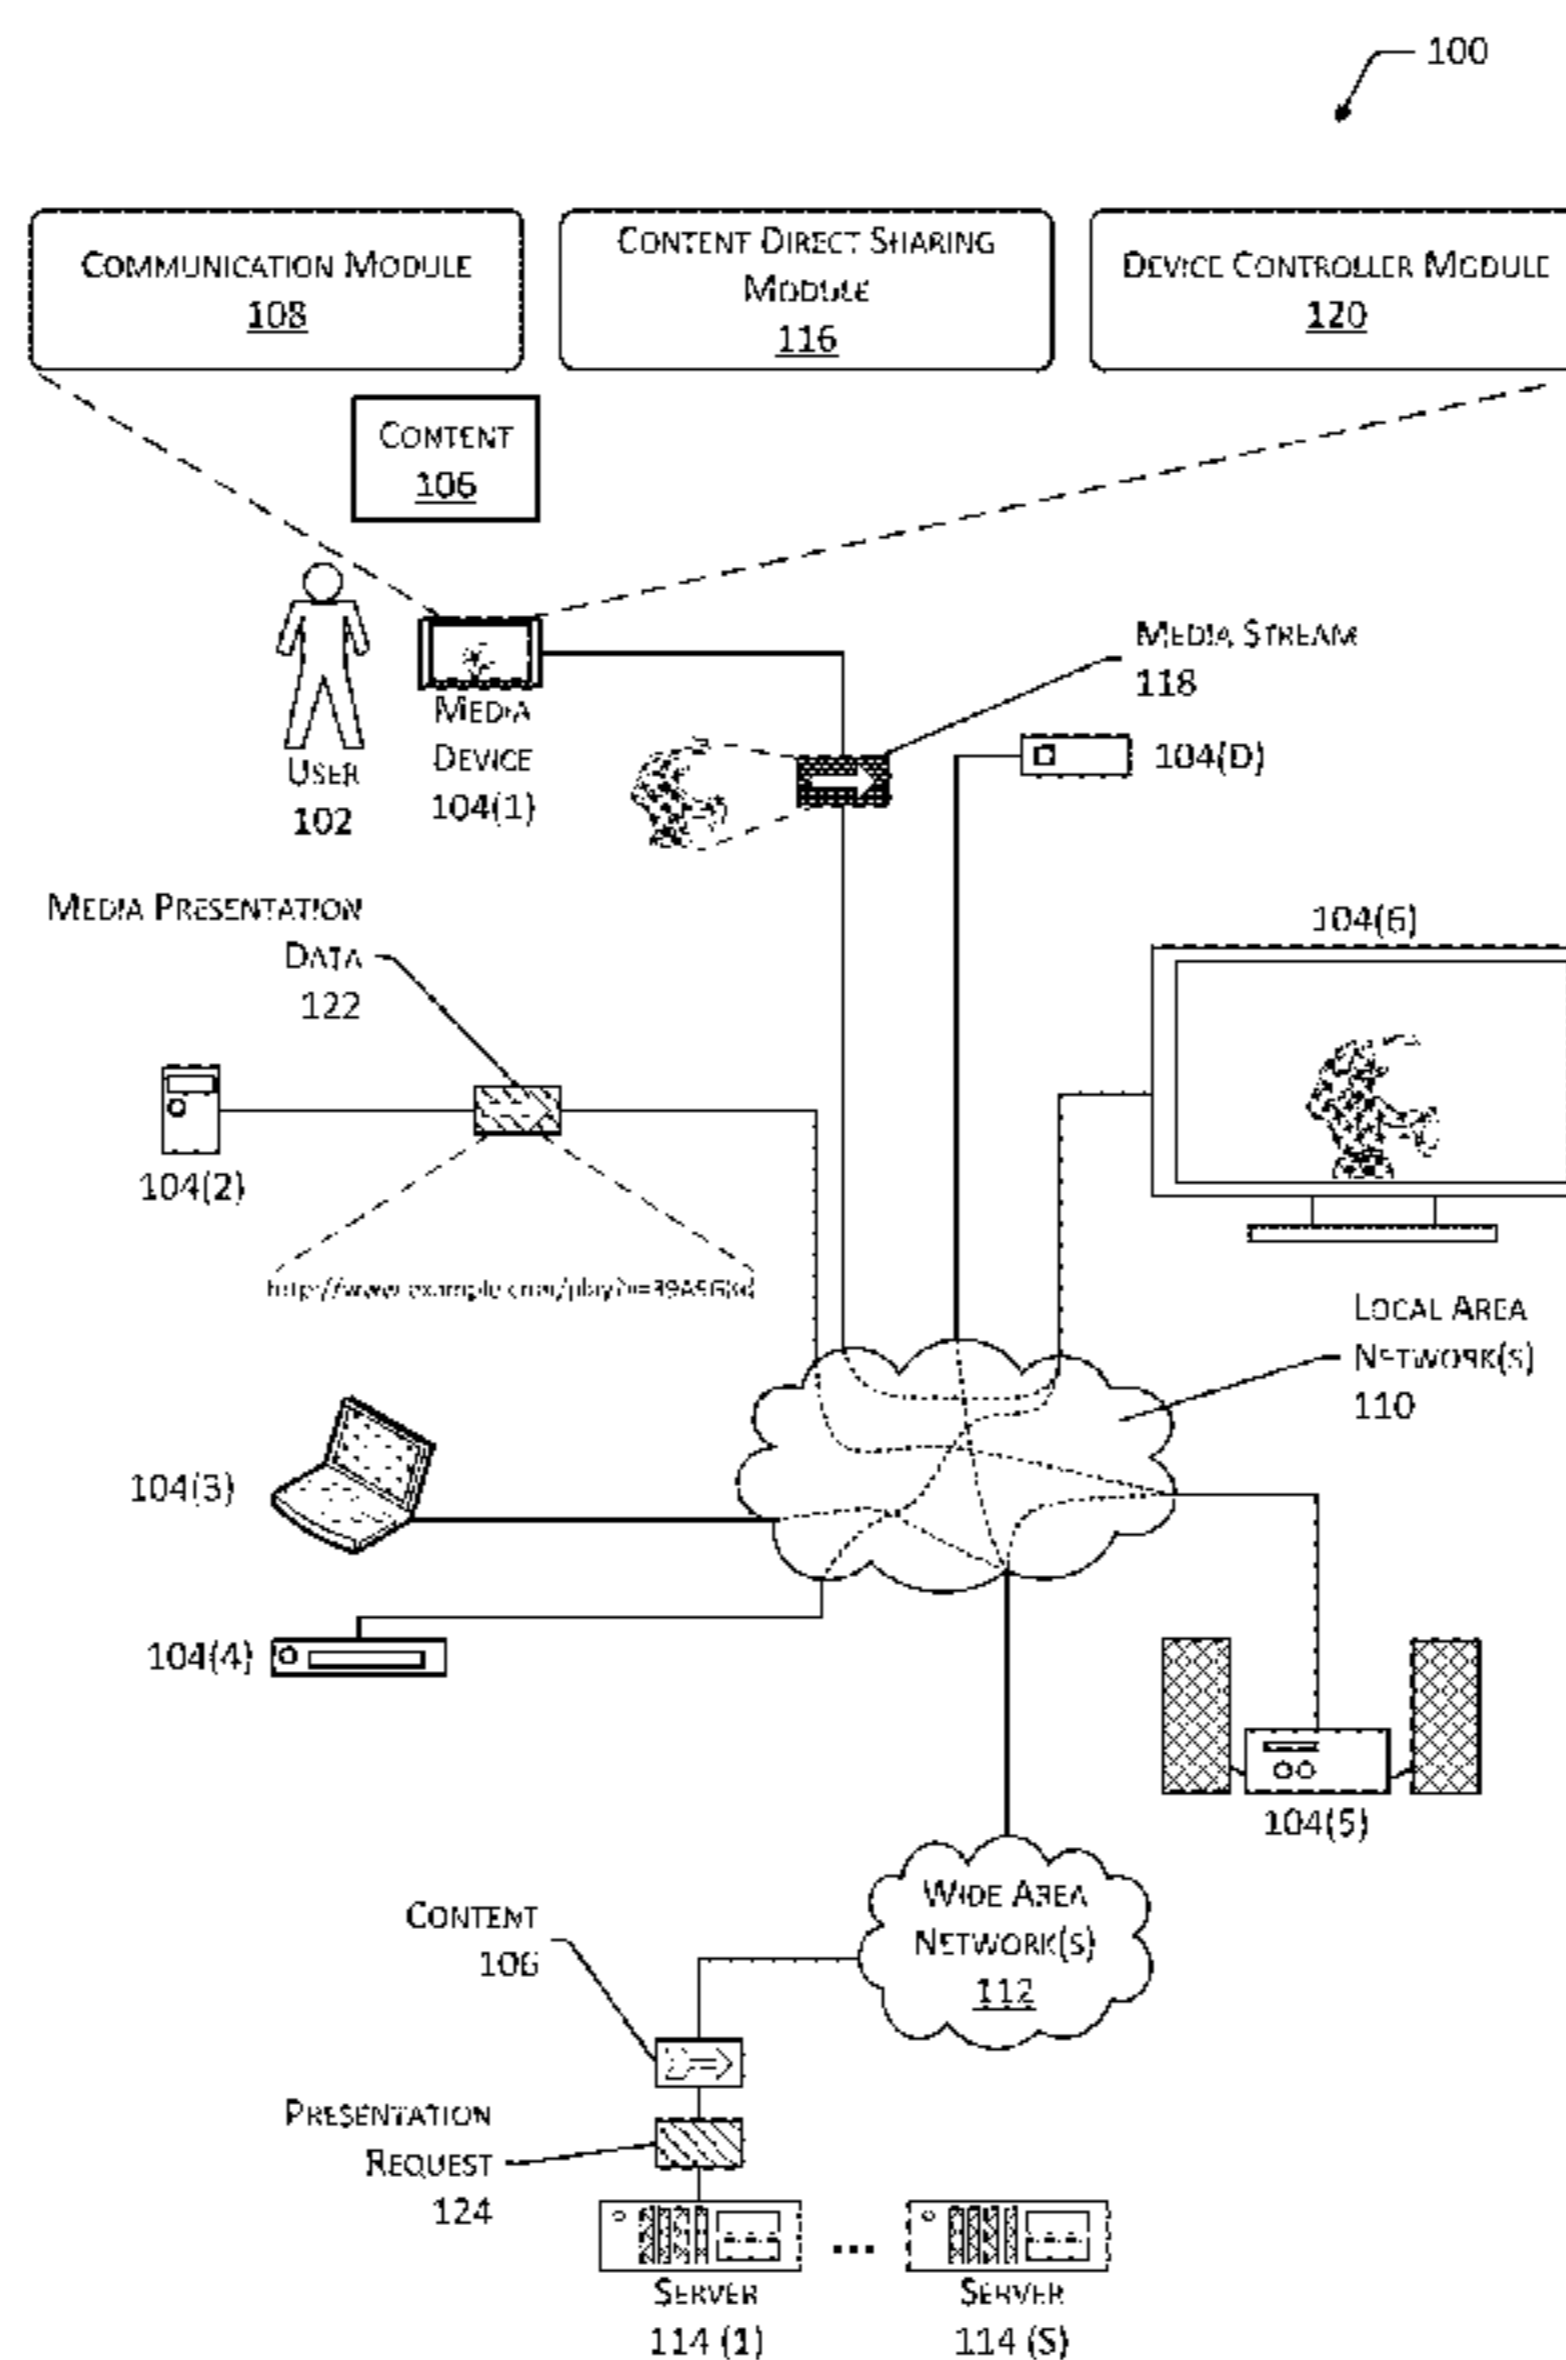 100
COMMUNICATION MODULE
108
CONTENT DIRECT SHARING
MODULE
116
DEVICE CONTROLLER MODULE
120
CONTENT
106
MEDIA STREAM
118
USER
102
MEDIA
DEVICE
104(1)
104(D)
MEDIA PRESENTATION
DATA
122
104(6)
104(2)
LOCAL AREA
NETWORK(S)
110
104(3)
104(4)
104(5)
WIDE AREA
NETWORK(S)
112
CONTENT
106
PRESENTATION
REQUEST
124
SERVER
114 (1)
...
SERVER
114 (S)